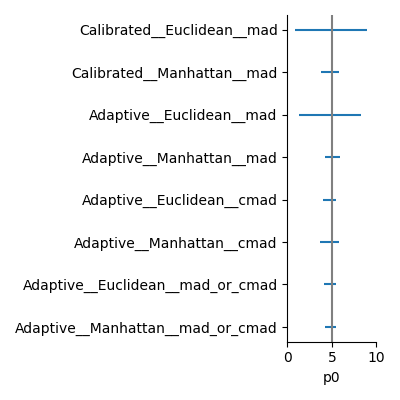 Calibrated__Euclidean__mad
Calibrated__Manhattan__mad
Adaptive__Euclidean__mad
Adaptive__Manhattan__mad
Adaptive__Euclidean__cmad
Adaptive__Manhattan__cmad
Adaptive__Euclidean__mad_or_cmad
Adaptive__Manhattan__mad_or_cmad
0 5 10
p0